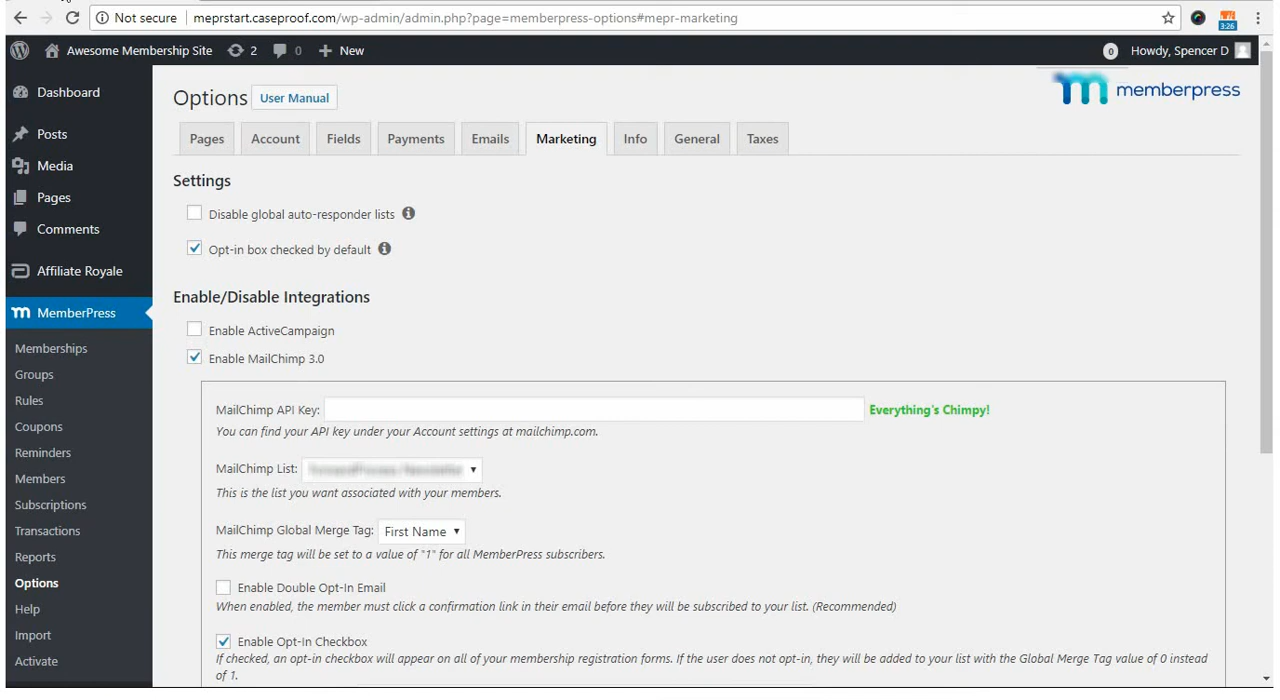 Not secure
meprstart.caseproof.com/wp-admin/admin.php?page=memberpress-options#mepr-marketing
3:26
Awesome Membership Site
2
0
New
0
Howdy, Spencer D
Dashboard
Posts
Media
Pages
Comments
Affiliate Royale
MemberPress
Memberships
Groups
Rules
Coupons
Reminders
Members
Subscriptions
Transactions
Reports
Options
Help
Import
Activate
Options
User Manual
memberpress
Pages
Account
Fields
Payments
Emails
Marketing
Info
General
Taxes
Settings
Disable global auto-responder lists
Opt-in box checked by default
Enable/Disable Integrations
Enable ActiveCampaign
Enable MailChimp 3.0
MailChimp API Key:
Everything's Chimpy!
You can find your API key under your Account settings at mailchimp.com.
MailChimp List:
This is the list you want associated with your members.
MailChimp Global Merge Tag: First Name
This merge tag will be set to a value of "1" for all MemberPress subscribers.
Enable Double Opt-In Email
When enabled, the member must click a confirmation link in their email before they will be subscribed to your list. (Recommended)
Enable Opt-In Checkbox
If checked, an opt-in checkbox will appear on all of your membership registration forms. If the user does not opt-in, they will be added to your list with the Global Merge Tag value of 0 instead
of 1.